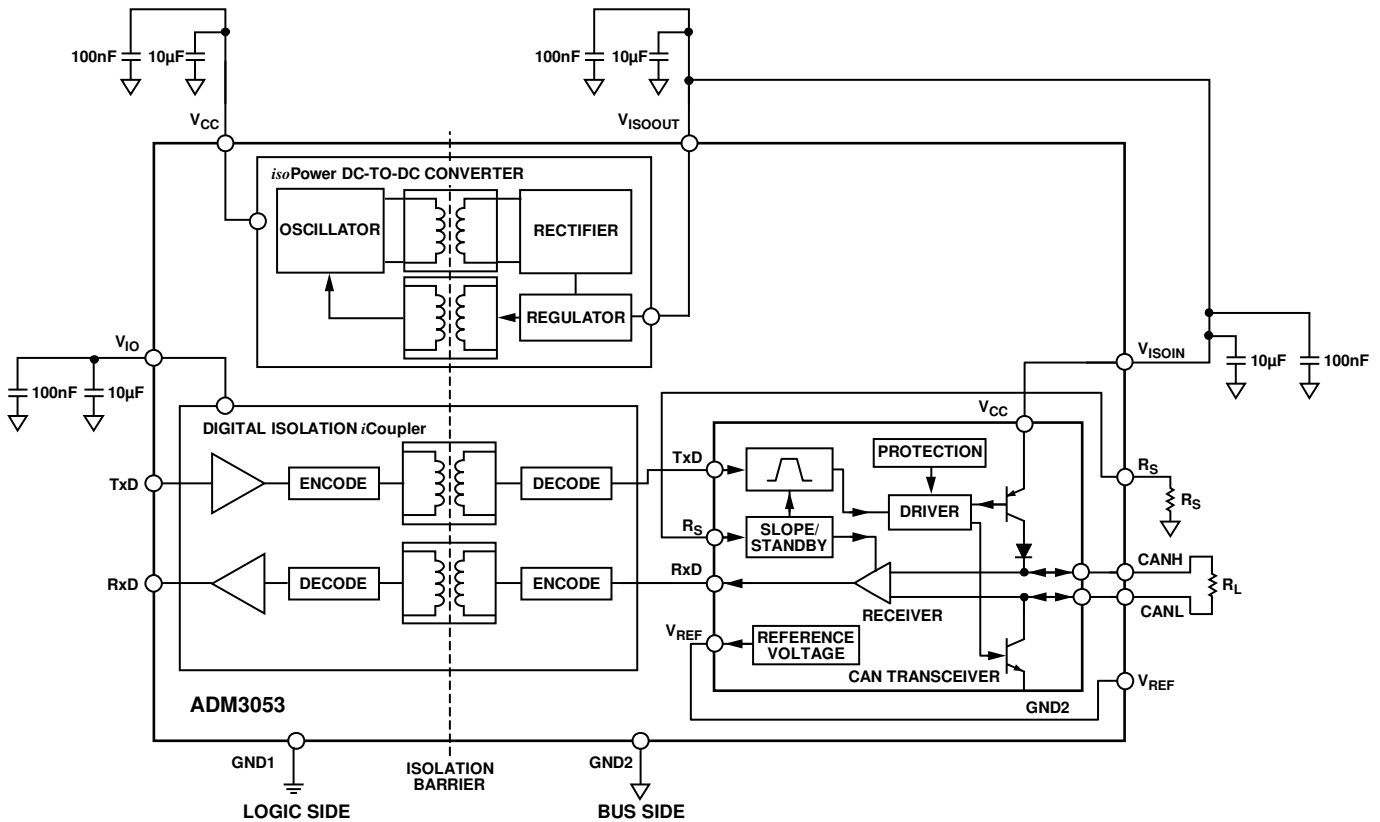 100nF 10µF
100nF 10µF
VCC
VISOOUT
isoPower DC-TO-DC CONVERTER
OSCILLATOR
RECTIFIER
REGULATOR
VIO
100nF 10µF
VISOIN
10µF 100nF
DIGITAL ISOLATION iCoupler
VCC
TxD
ENCODE
DECODE
TxD
PROTECTION
DRIVER
RS
SLOPE/
STANDBY
RS
RS
RxD
DECODE
ENCODE
RxD
RECEIVER
CANH
RL
CANL
VREF
REFERENCE
VOLTAGE
CAN TRANSCEIVER
VREF
GND2
ADM3053
GND1
ISOLATION
BARRIER
GND2
LOGIC SIDE
BUS SIDE